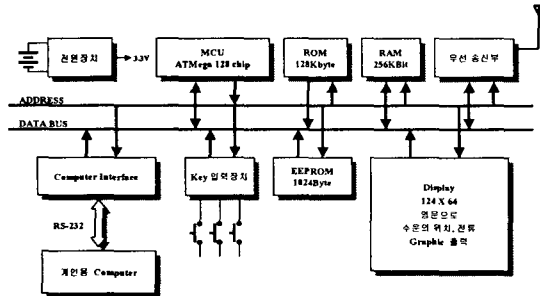 전원장치
3.3V
MCU
ATMega 128 chip
ROM
128Kbyte
RAM
256KBit
우선 송신부
ADDRESS
DATA BUS
Computer Interface
Key 입력장치
EEPROM
1024Byte
Display
124 X 64
영문으로
수운의 위치, 전류
Graphic 출력
RS-232
개인용 Computer